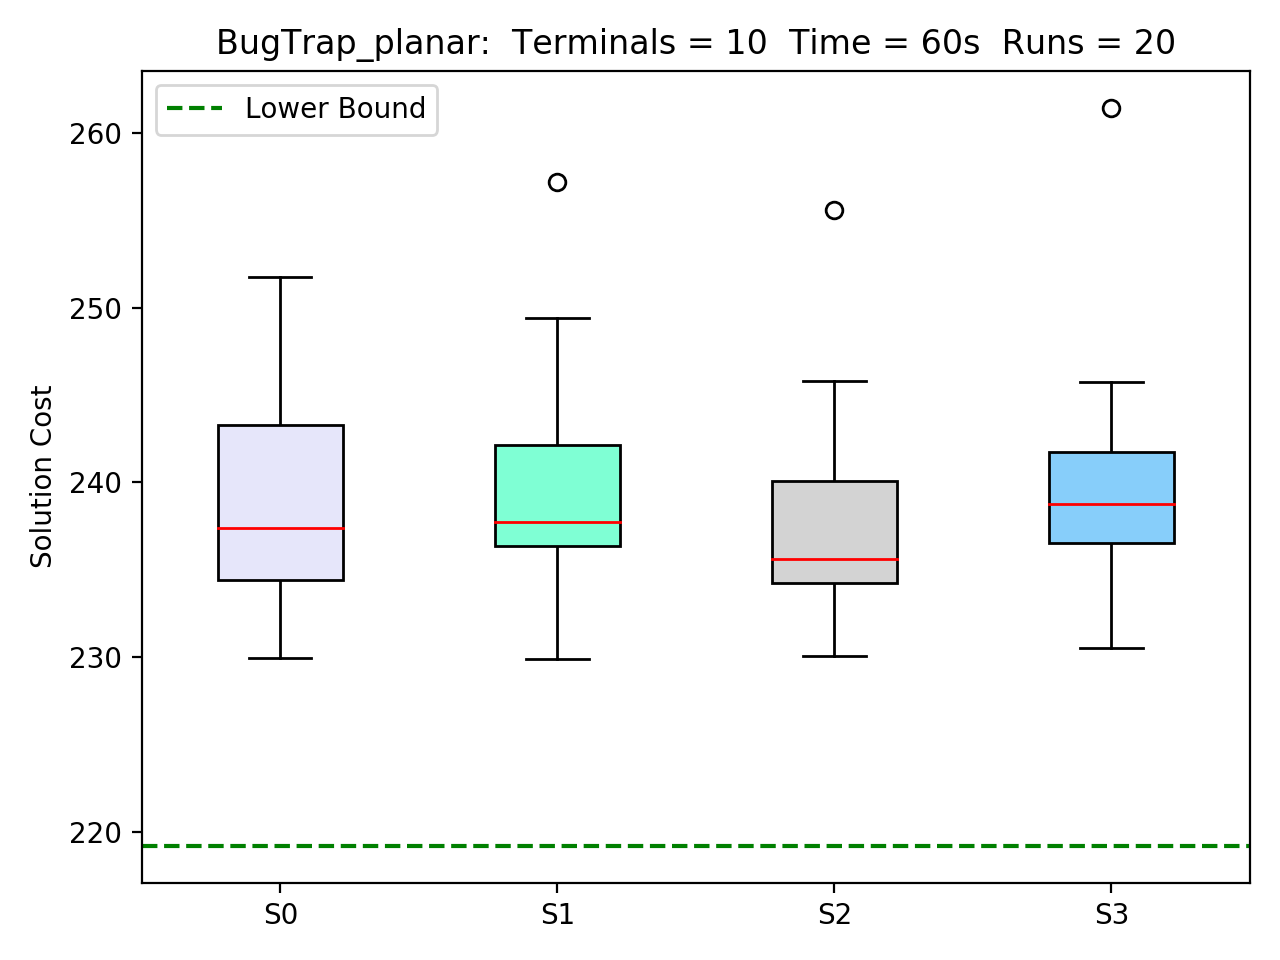 BugTrap_planar:  Terminals = 10  Time = 60s  Runs = 20
Lower Bound
Solution Cost
260
250
240
230
220
S0
S1
S2
S3